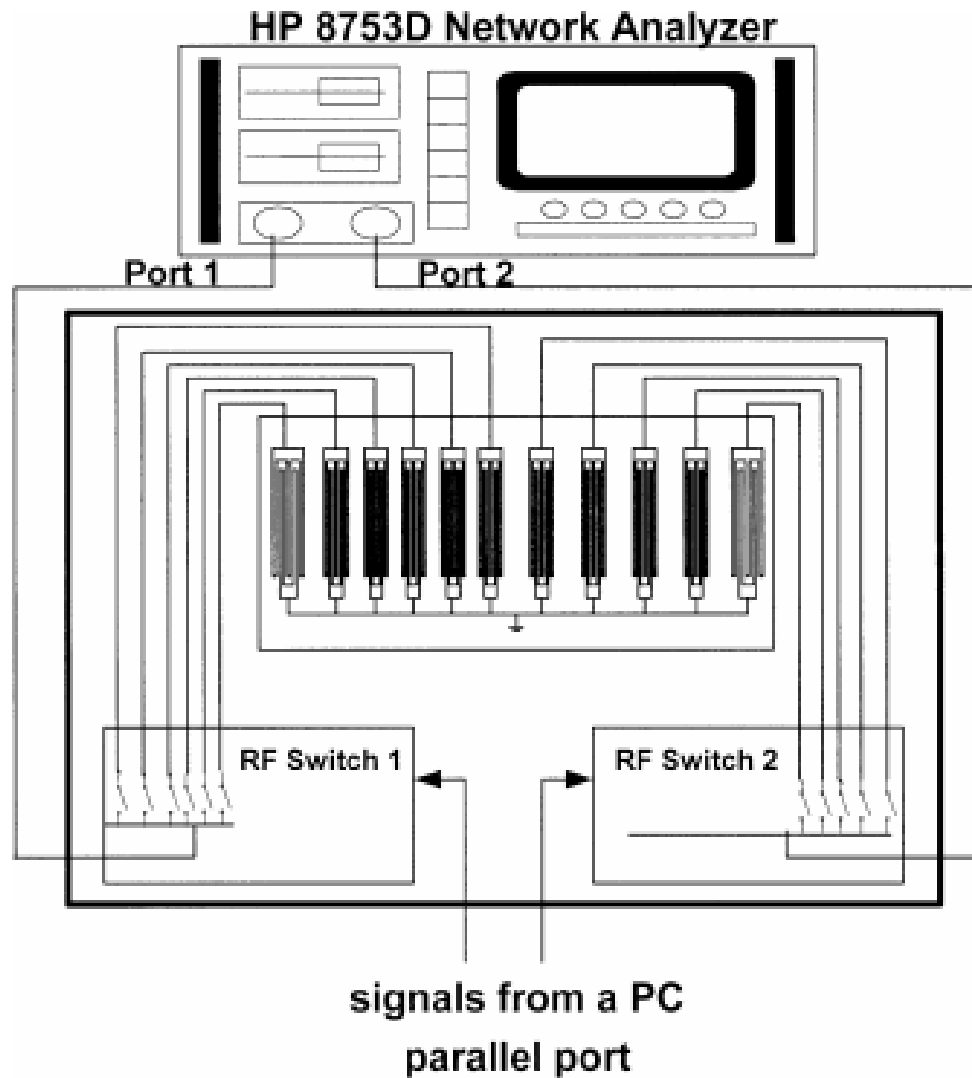 HP 8753D Network Analyzer
Port 1
Port 2
RF Switch 1
RF Switch 2
signals from a PC
parallel port